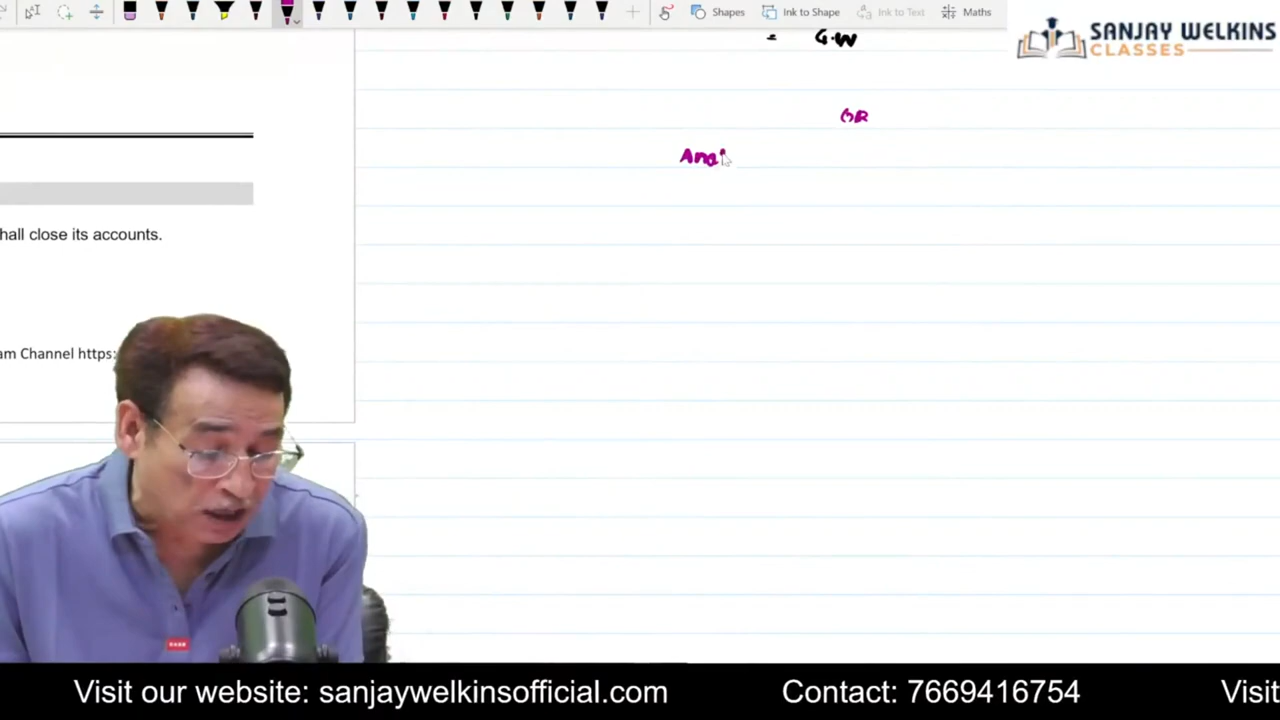 Shapes
Ink to Shape
Ink to Text
Maths
SANJAY WELKINS
CLASSES
= G.W
OR
Ana
hall close its accounts.
am Channel https:
Visit our website: sanjaywelkinsofficial.com Contact: 7669416754 Visit